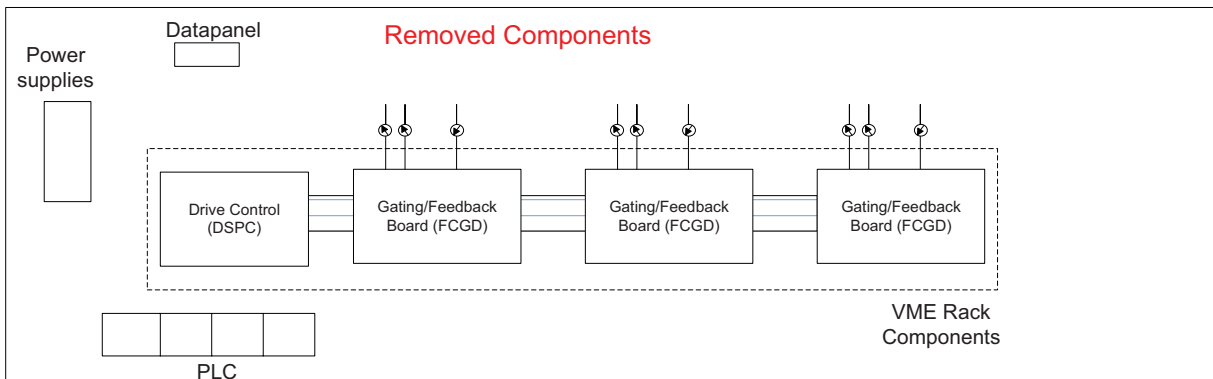 Removed Components
Datapanel
Power
supplies
Drive Control
(DSPC)
Gating/Feedback
Board (FCGD)
Gating/Feedback
Board (FCGD)
Gating/Feedback
Board (FCGD)
VME Rack
Components
PLC